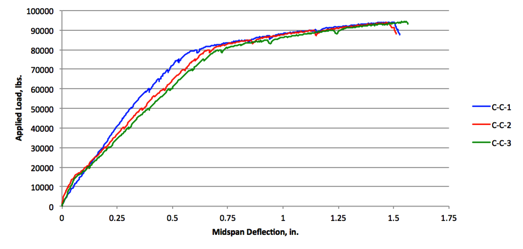 100000
90000
80000
70000
60000
50000
40000
30000
20000
10000
0
Applied Load, lbs.
0 0.25 0.5 0.75 1 1.25 1.5 1.75
Midspan Deflection, in.
C-C-1
C-C-2
C-C-3